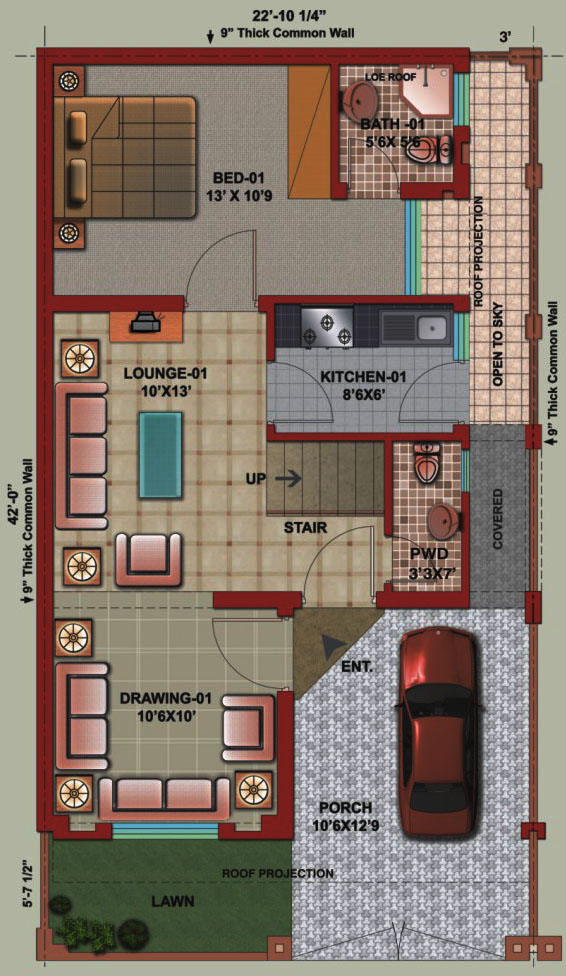 22'-10 1/4"
9” Thick Common Wall
3'
LOE ROOF
BATH -01
5’6X 5’6
BED-01
13’ X 10’9
ROOF PROJECTION
OPEN TO SKY
9” Thick Common Wall
LOUNGE-01
10’X13’
KITCHEN-01
8’6X6’
UP
STAIR
COVERED
PWD
3’3X7’
42’-0”
9” Thick Common Wall
ENT.
DRAWING-01
10’6X10’
PORCH
10’6X12’9
ROOF PROJECTION
LAWN
5’-7 1/2”